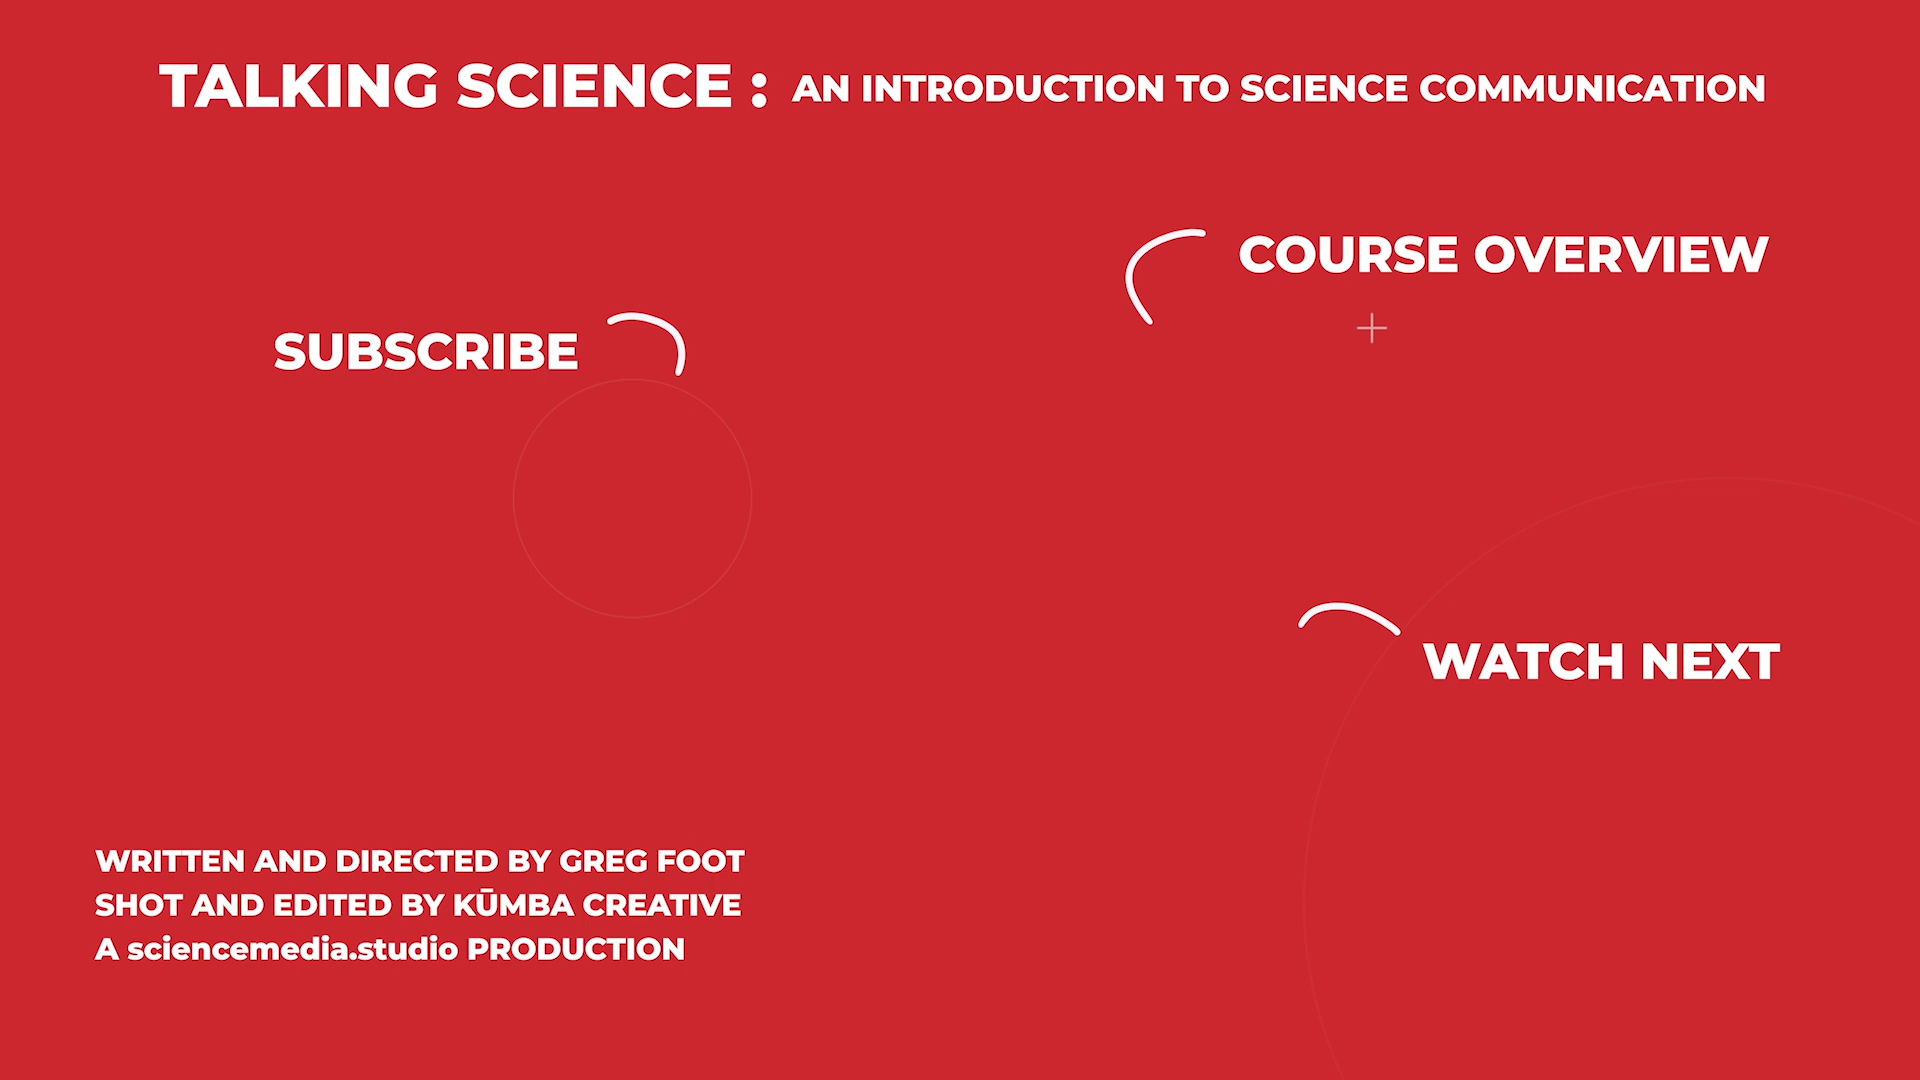 TALKING SCIENCE : AN INTRODUCTION TO SCIENCE COMMUNICATION
COURSE OVERVIEW
SUBSCRIBE
WATCH NEXT
WRITTEN AND DIRECTED BY GREG FOOT
SHOT AND EDITED BY KŪMBA CREATIVE
A sciencemedia.studio PRODUCTION